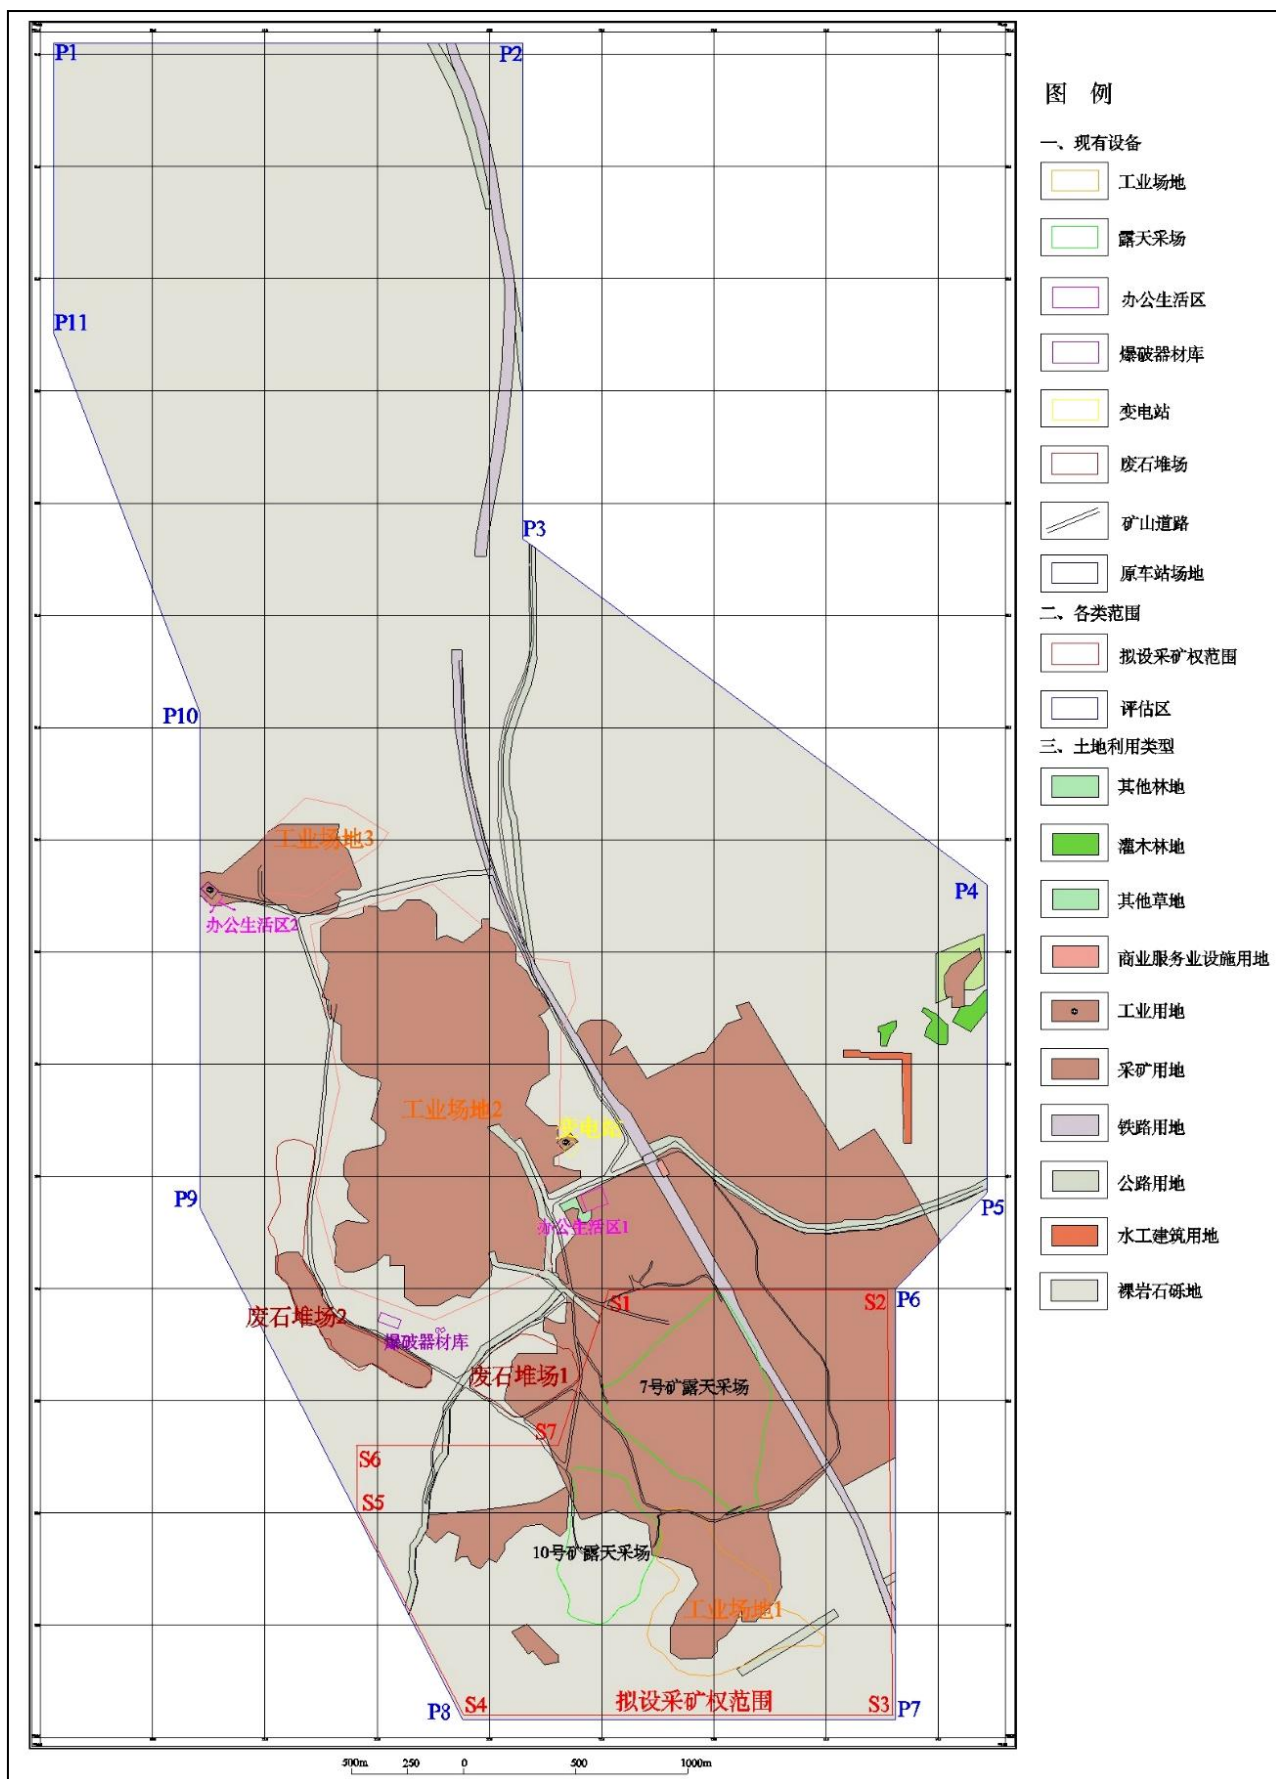 P1
P2
图 例
一、现有设备
工业场地
露天采场
办公生活区
P11
爆破器材库
变电站
废石堆场
P3
矿山道路
原车站场地
二、各类范围
拟设采矿权范围
P10
评估区
三、土地利用类型
其他林地
工业场地3
灌木林地
P4
其他草地
办公生活区2
商业服务业设施用地
工业用地
采矿用地
工业场地2
变电站
铁路用地
公路用地
P9
P5
办公生活区1
水工建筑用地
裸岩石砾地
S1
S2
P6
废石堆场2
爆破器材库
废石堆场1
7号矿露天采场
S7
S6
S5
10号矿露天采场
工业场地1
P8
S4
拟设采矿权范围
S3
P7
500m 250 0 500 1000m